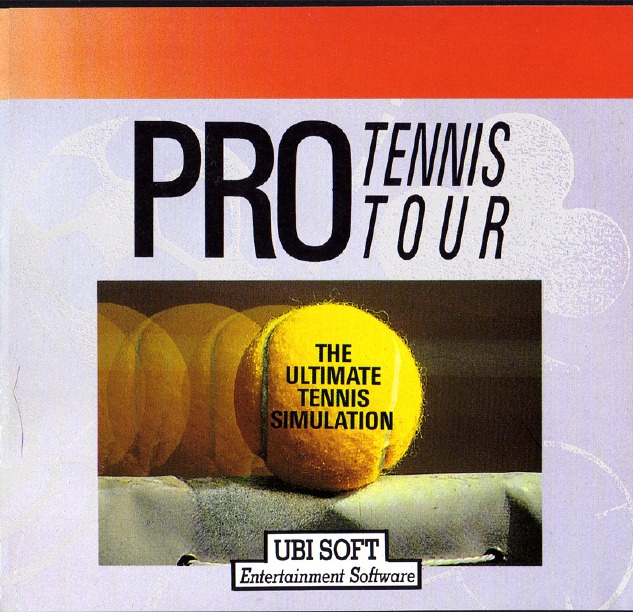 PRO TENNIS
TOUR
THE
ULTIMATE
TENNIS
SIMULATION
UBI SOFT
Entertainment Software